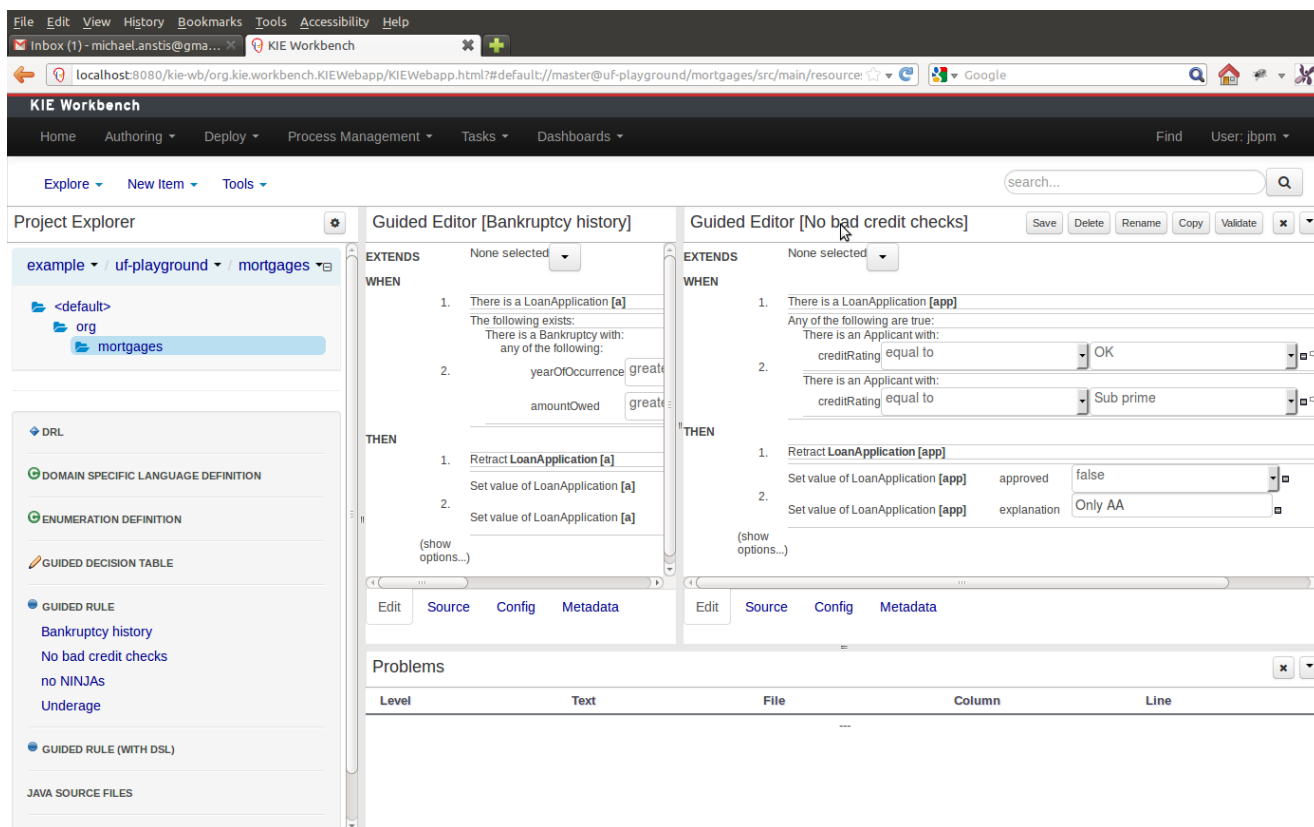 File Edit View History Bookmarks Tools Accessibility Help
Inbox (1) - michael.anstis@gma... KIE Workbench
localhost:8080/kie-wb/org.kie.workbench.KIEWebapp/KIEWebapp.html?#default://master@uf-playground/mortgages/src/main/resource: Google
KIE Workbench
Home Authoring Deploy Process Management Tasks Dashboards Find User: jbpm
Explore New Item Tools search...
Project Explorer
example / uf-playground / mortgages
<default>
org
mortgages
DRL
DOMAIN SPECIFIC LANGUAGE DEFINITION
ENUMERATION DEFINITION
GUIDED DECISION TABLE
GUIDED RULE
Bankruptcy history
No bad credit checks
no NINJAs
Underage
GUIDED RULE (WITH DSL)
JAVA SOURCE FILES
Guided Editor [Bankruptcy history]
EXTENDS None selected
WHEN
1. There is a LoanApplication [a]
The following exists:
There is a Bankruptcy with:
any of the following:
2. yearOfOccurrence greate
amountOwed greate
THEN
1. Retract LoanApplication [a]
Set value of LoanApplication [a]
2.
Set value of LoanApplication [a]
(show
options...)
Edit Source Config Metadata
Guided Editor [No bad credit checks] Save Delete Rename Copy Validate
EXTENDS None selected
WHEN
1. There is a LoanApplication [app]
Any of the following are true:
There is an Applicant with:
creditRating equal to OK
2.
There is an Applicant with:
creditRating equal to Sub prime
THEN
1. Retract LoanApplication [app]
Set value of LoanApplication [app] approved false
2.
Set value of LoanApplication [app] explanation Only AA
(show
options...)
Edit Source Config Metadata
Problems
Level Text File Column Line
---